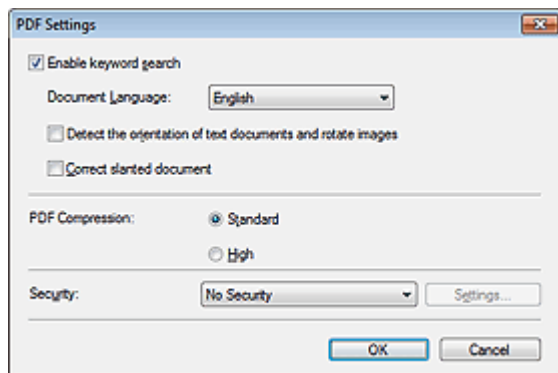 PDF Settings
Enable keyword search
Document Language: English
Detect the orientation of text documents and rotate images
Correct slanted document
PDF Compression: Standard
High
Security: No Security Settings...
OK Cancel